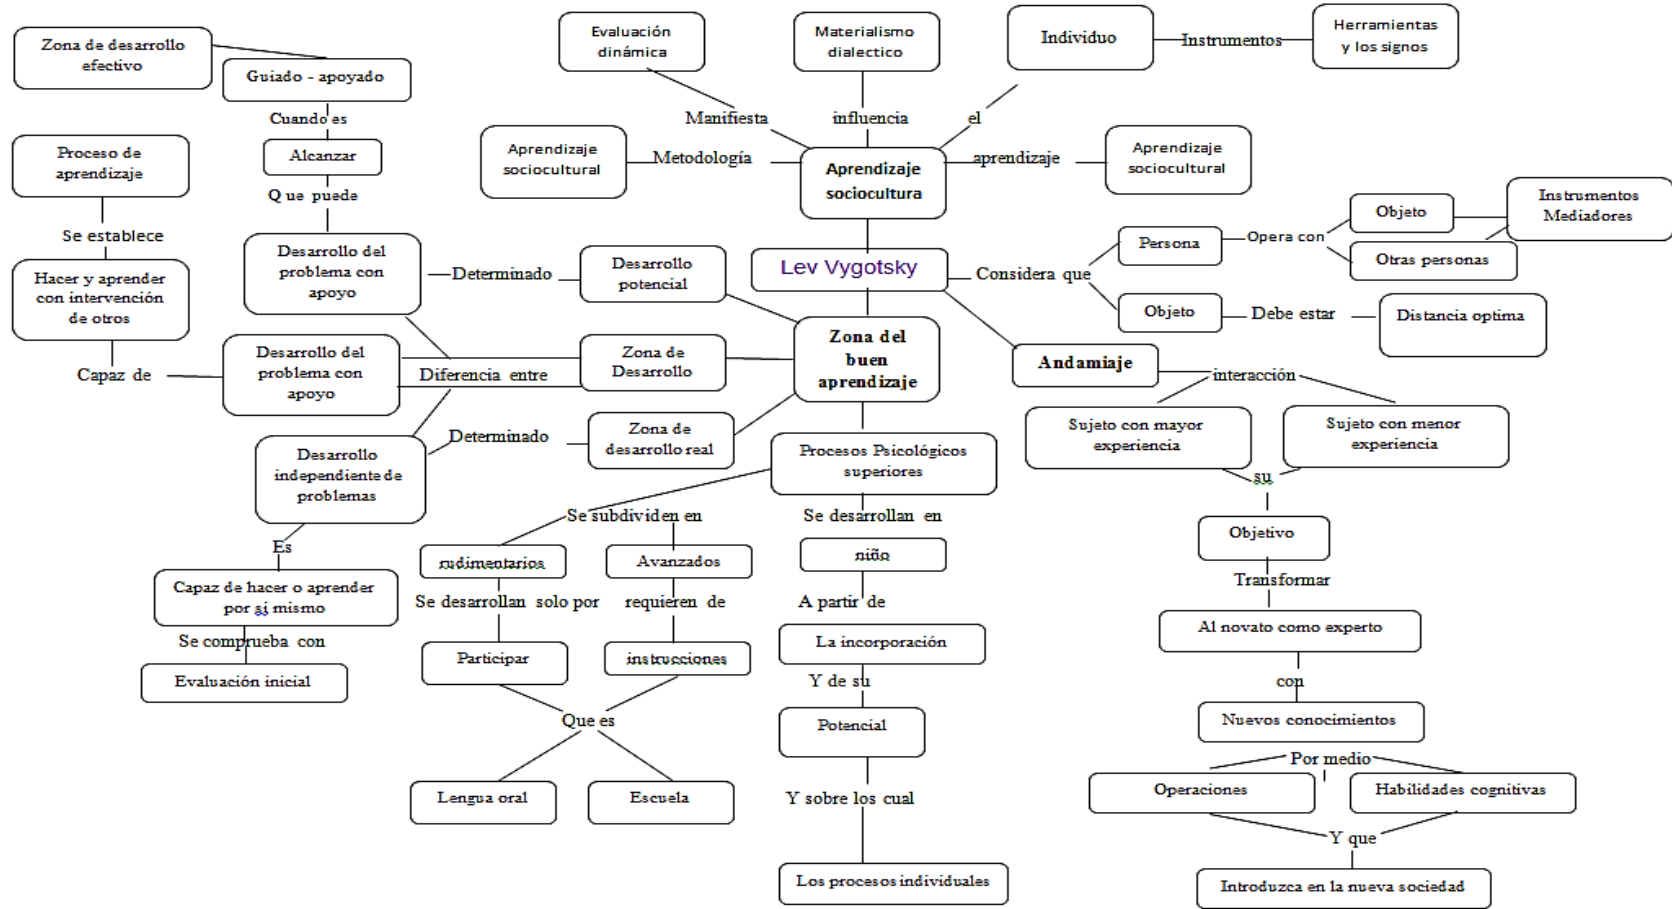 Zona de desarrollo
efectivo
Guiado - apoyado
Cuando es
Alcanzar
Q ue puede
Proceso de
aprendizaje
Se establece
Hacer y aprender
con intervención
de otros
Capaz de
Desarrollo del
problema con
apoyo
Determinado
Desarrollo
potencial
Desarrollo del
problema con
apoyo
Diferencia entre
Zona de
Desarrollo
Desarrollo
independiente de
problemas
Determinado
Zona de
desarrollo real
Es
Capaz de hacer o aprender
por si mismo
Se comprueba con
Evaluación inicial
Evaluación
dinámica
Manifiesta
Materialismo
dialectico
influencia
Individuo
Instrumentos
Herramientas
y los signos
el
Aprendizaje
sociocultural
Metodología
Aprendizaje
sociocultura
aprendizaje
Aprendizaje
sociocultural
Lev Vygotsky
Considera que
Persona
Opera con
Objeto
Otras personas
Instrumentos
Mediadores
Objeto
Debe estar
Distancia optima
Zona del
buen
aprendizaje
Andamiaje
interacción
Sujeto con mayor
experiencia
Sujeto con menor
experiencia
su
Objetivo
Transformar
Al novato como experto
con
Nuevos conocimientos
Por medio
Operaciones
Habilidades cognitivas
Y que
Introduzca en la nueva sociedad
Procesos Psicológicos
superiores
Se subdividen en
Se desarrollan en
rudimentarios
Avanzados
niño
Se desarrollan solo por
requieren de
A partir de
Participar
instrucciones
La incorporación
Que es
Y de su
Lengua oral
Escuela
Potencial
Y sobre los cual
Los procesos individuales